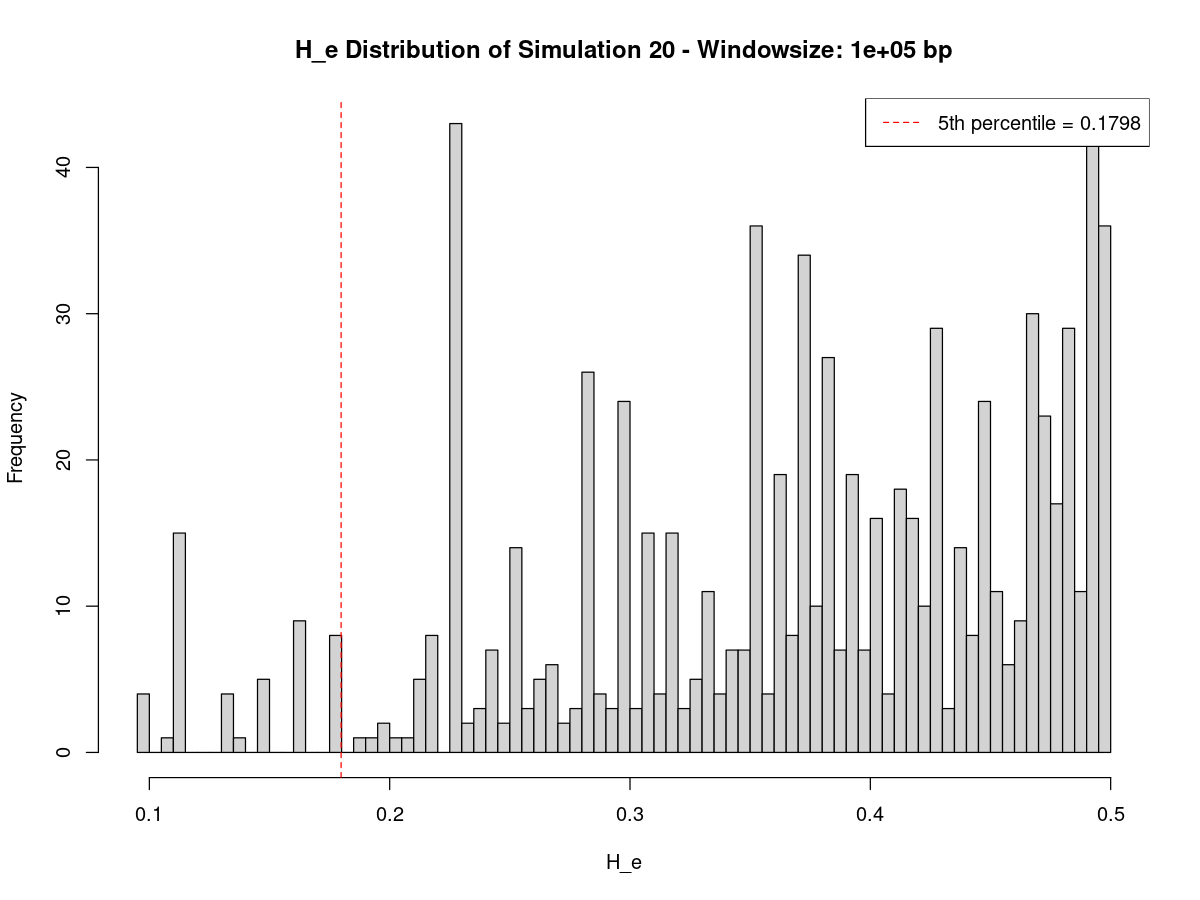 H_e Distribution of Simulation 20 - Windowsize: 1e+05 bp
5th percentile = 0.1798
Frequency
40
30
20
10
0
0.1 0.2 0.3 0.4 0.5
H_e